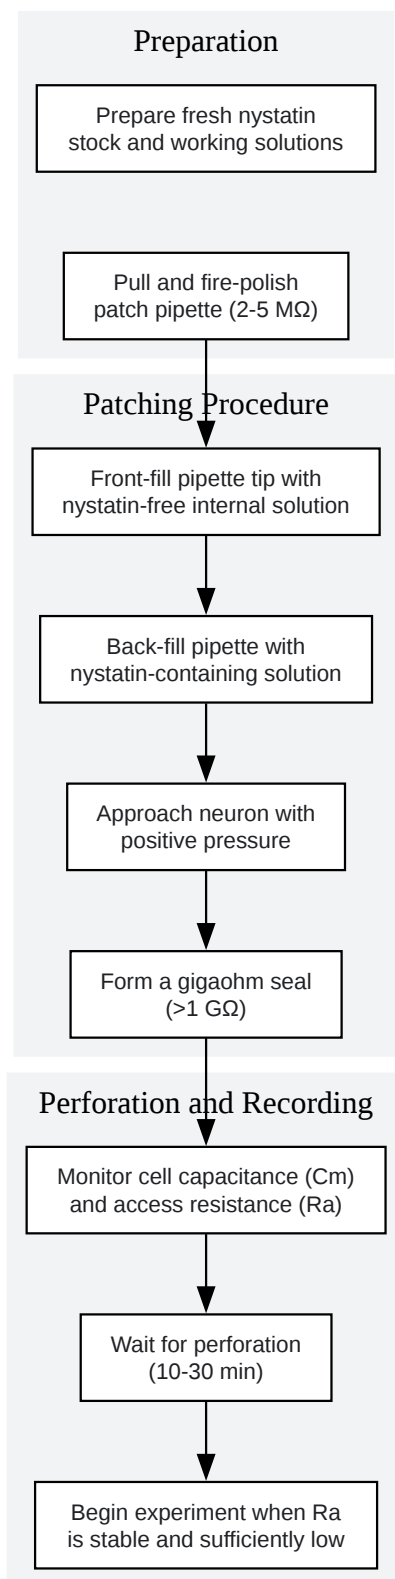 Preparation
Prepare fresh nystatin
stock and working solutions
Pull and fire-polish
patch pipette (2-5 MΩ)
Patching Procedure
Front-fill pipette tip with
nystatin-free internal solution
Back-fill pipette with
nystatin-containing solution
Approach neuron with
positive pressure
Form a gigaohm seal
(>1 GΩ)
Perforation and Recording
Monitor cell capacitance (Cm)
and access resistance (Ra)
Wait for perforation
(10-30 min)
Begin experiment when Ra
is stable and sufficiently low